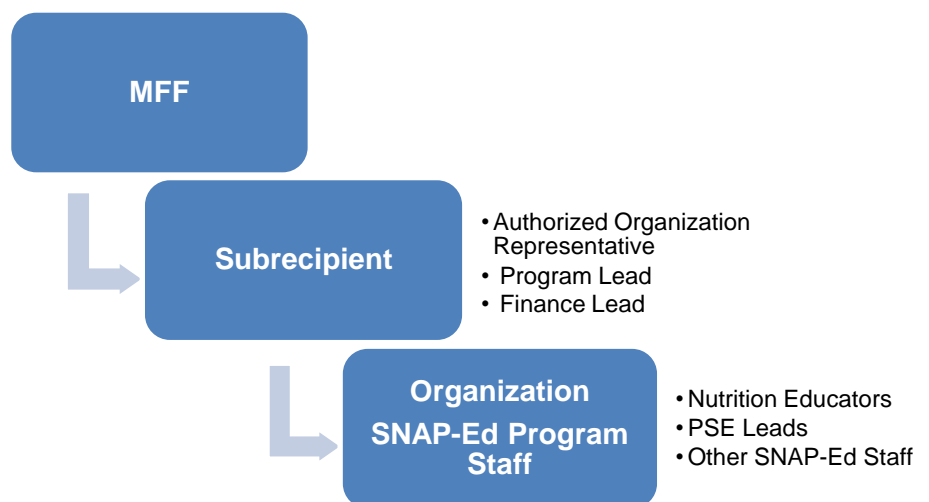 MFF
Subrecipient
• Authorized Organization
Representative
• Program Lead
• Finance Lead
Organization
SNAP-Ed Program
Staff
• Nutrition Educators
• PSE Leads
• Other SNAP-Ed Staff